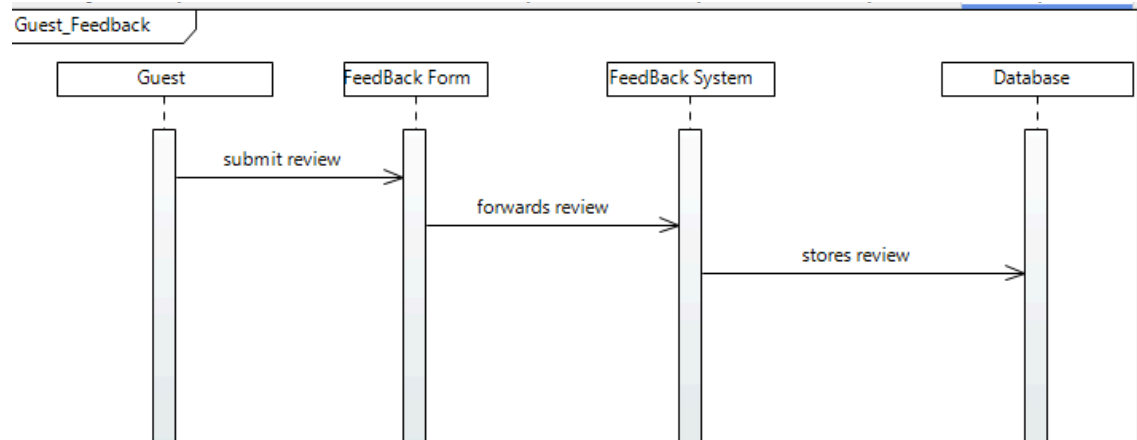 Guest_Feedback
Guest
FeedBack Form
FeedBack System
Database
submit review
forwards review
stores review